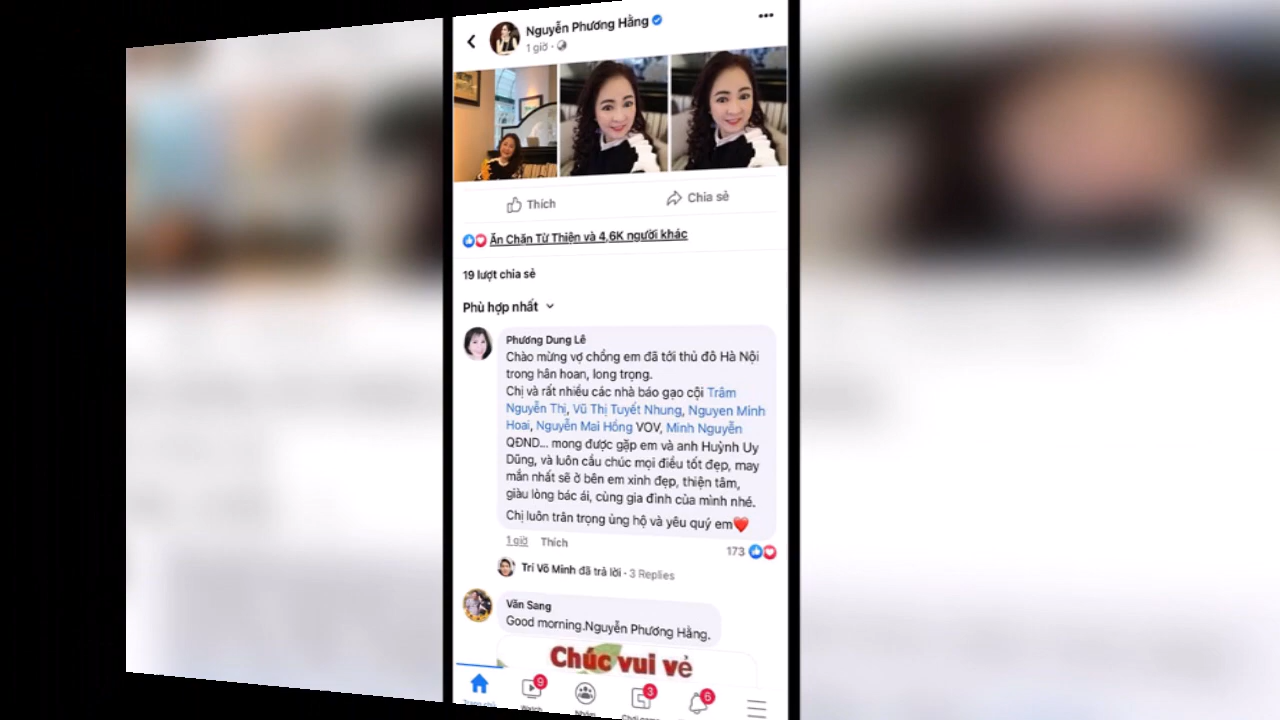 Nguyễn Phương Hằng
1 giờ ·
Thích
Chia sẻ
Ăn Chặn Từ Thiện và 4,6K người khác
19 lượt chia sẻ
Phù hợp nhất
Phương Dung Lê
Chào mừng vợ chồng em đã tới thủ đô Hà Nội
trong hân hoan, long trọng.
Chị và rất nhiều các nhà báo gạo cội Trâm
Nguyễn Thị, Vũ Thị Tuyết Nhung, Nguyen Minh
Hoai, Nguyễn Mai Hồng VOV, Minh Nguyễn
QĐND... mong được gặp em và anh Huỳnh Uy
Dũng, và luôn cầu chúc mọi điều tốt đẹp, may
mắn nhất sẽ ở bên em xinh đẹp, thiện tâm,
giàu lòng bác ái, cùng gia đình của mình nhé.
Chị luôn trân trọng ủng hộ và yêu quý em
1 giờ Thích
173
Trí Võ Minh đã trả lời · 3 Replies
Văn Sang
Good morning.Nguyễn Phương Hằng.
Chúc vui vẻ
9
3
6
Trang chủ
Watch
Nhóm